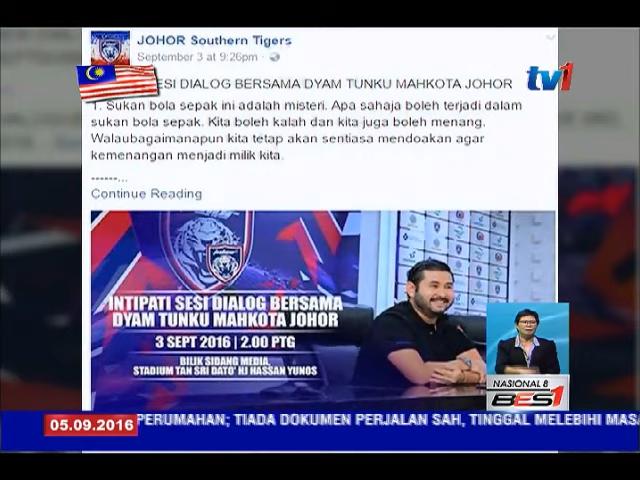 JOHOR Southern Tigers
September 3 at 9:26pm
SESI DIALOG BERSAMA DYAM TUNKU MAHKOTA JOHOR
1. Sukan bola sepak ini adalah misteri. Apa sahaja boleh terjadi dalam
sukan bola sepak. Kita boleh kalah dan kita juga boleh menang.
Walaubagaimanapun kita tetap akan sentiasa mendoakan agar
kemenangan menjadi milik kita.
------...
Continue Reading
tv1
INTIPATI SESI DIALOG BERSAMA
DYAM TUNKU MAHKOTA JOHOR
3 SEPT 2016 | 2.00 PTG
BILIK SIDANG MEDIA,
STADIUM TAN SRI DATO' HJ HASSAN YUNOS
NASIONAL 8
BES1
05.09.2016
PERUMAHAN; TIADA DOKUMEN PERJALAN SAH, TINGGAL MELEBIHI MAS